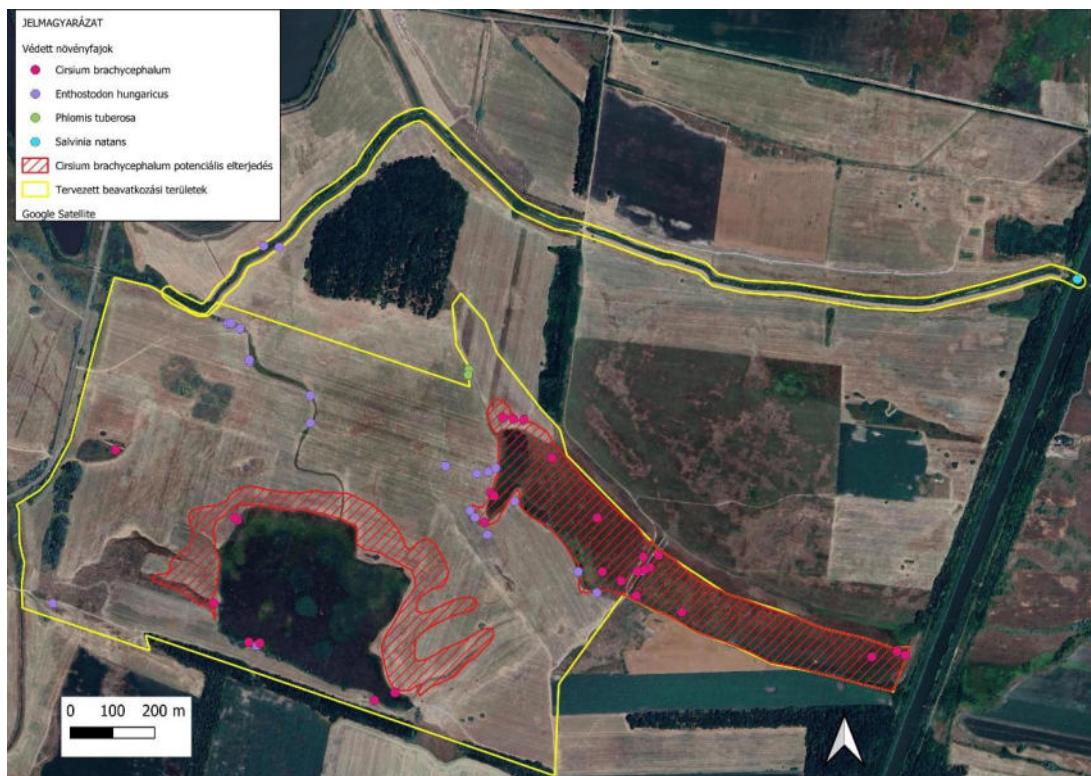 JELMAGYARÁZAT
Védett növényfajok
Cirsium brachycephalum
Enthostodon hungaricus
Phlomis tuberosa
Salvinia natans
Cirsium brachycephalum potenciális elterjedés
Tervezett beavatkozási területek
Google Satellite
0 100 200 m